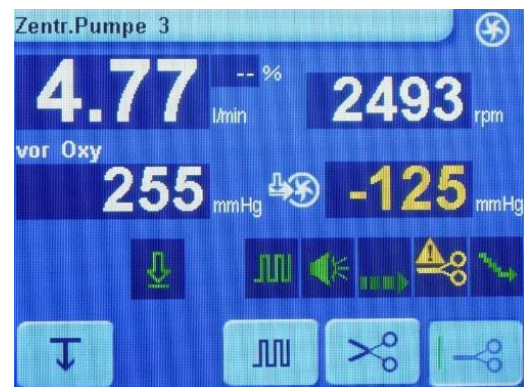 Zentr.Pumpe 3
4.77 l/min -- % 2493 rpm
vor Oxy
255 mmHg -125 mmHg